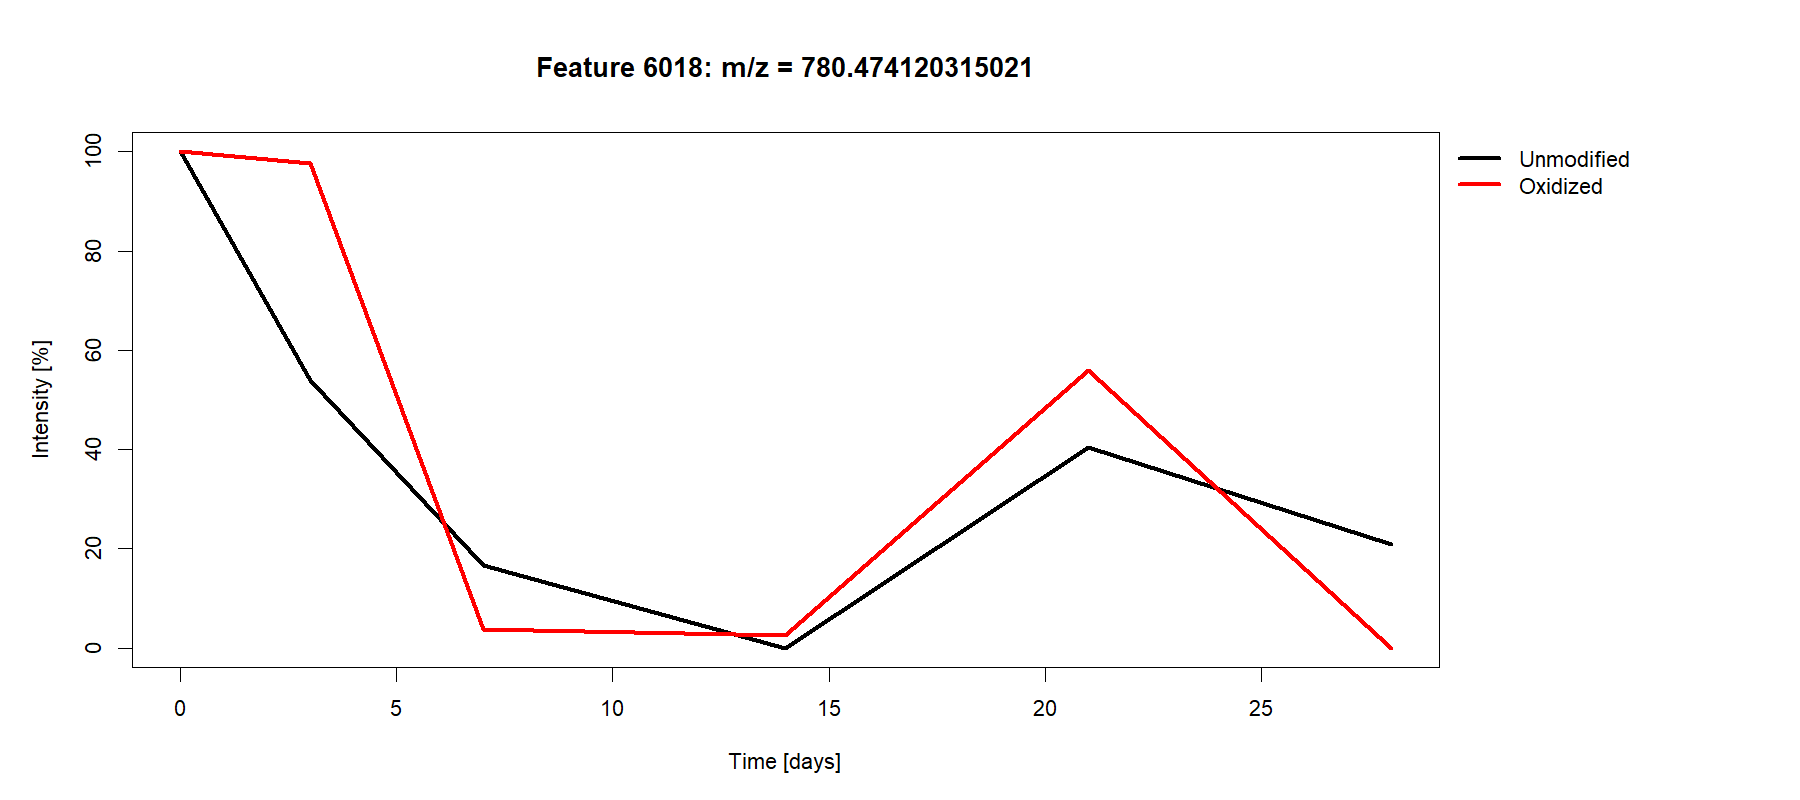 Feature 6018: m/z = 780.474120315021
Unmodified
Oxidized
Intensity [%]
100
80
60
40
20
0
0 5 10 15 20 25
Time [days]